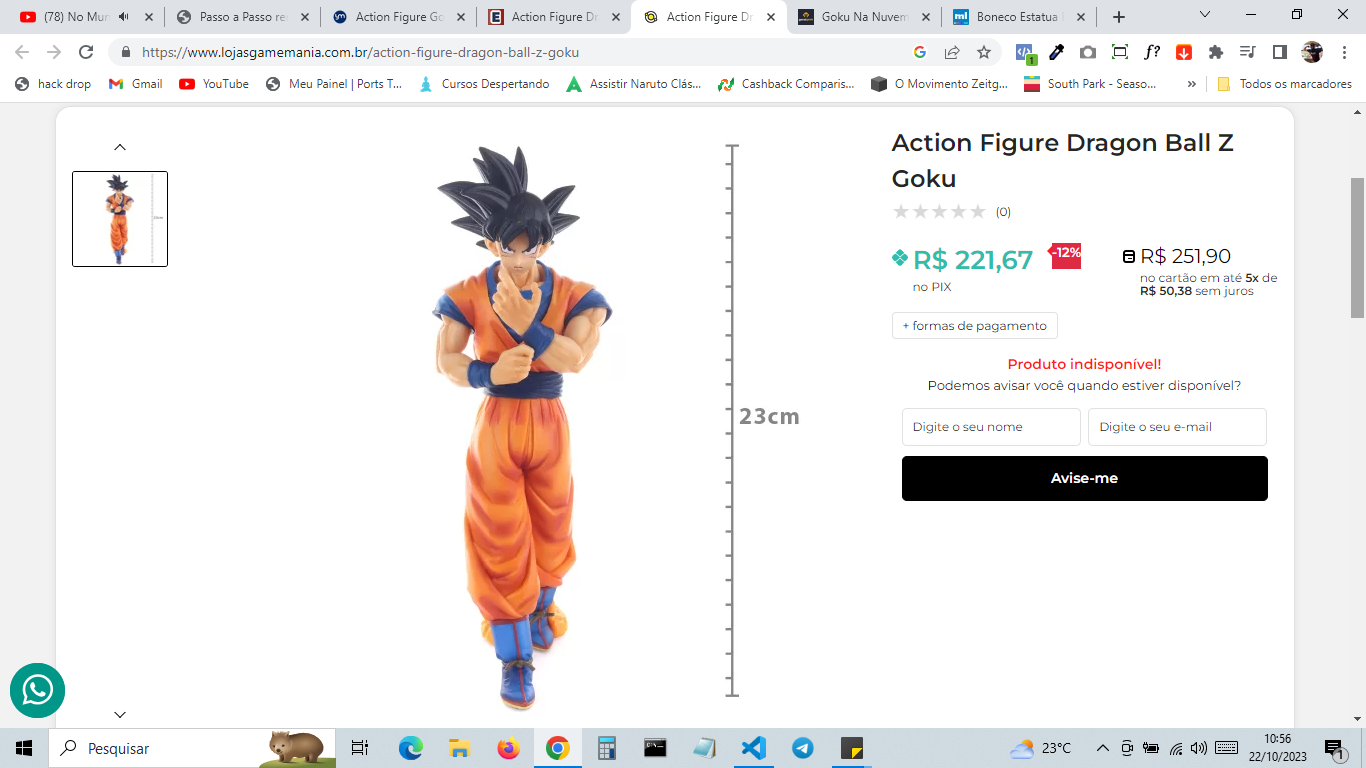 (78) No Mun
Passo a Passo re
Action Figure Go
Action Figure Dr
Action Figure Dr
Goku Na Nuvem
Boneco Estatua
https://www.lojasgamemania.com.br/action-figure-dragon-ball-z-goku
hack drop
Gmail
YouTube
Meu Painel | Ports T...
Cursos Despertando
Assistir Naruto Clás...
Cashback Comparis...
O Movimento Zeitg...
South Park - Seaso...
»
Todos os marcadores
Action Figure Dragon Ball Z
Goku
(0)
R$ 221,67
-12%
no PIX
R$ 251,90
no cartão em até 5x de
R$ 50,38 sem juros
+ formas de pagamento
Produto indisponível!
Podemos avisar você quando estiver disponível?
Digite o seu nome
Digite o seu e-mail
Avise-me
23cm
Pesquisar
23°C
10:56
22/10/2023
1